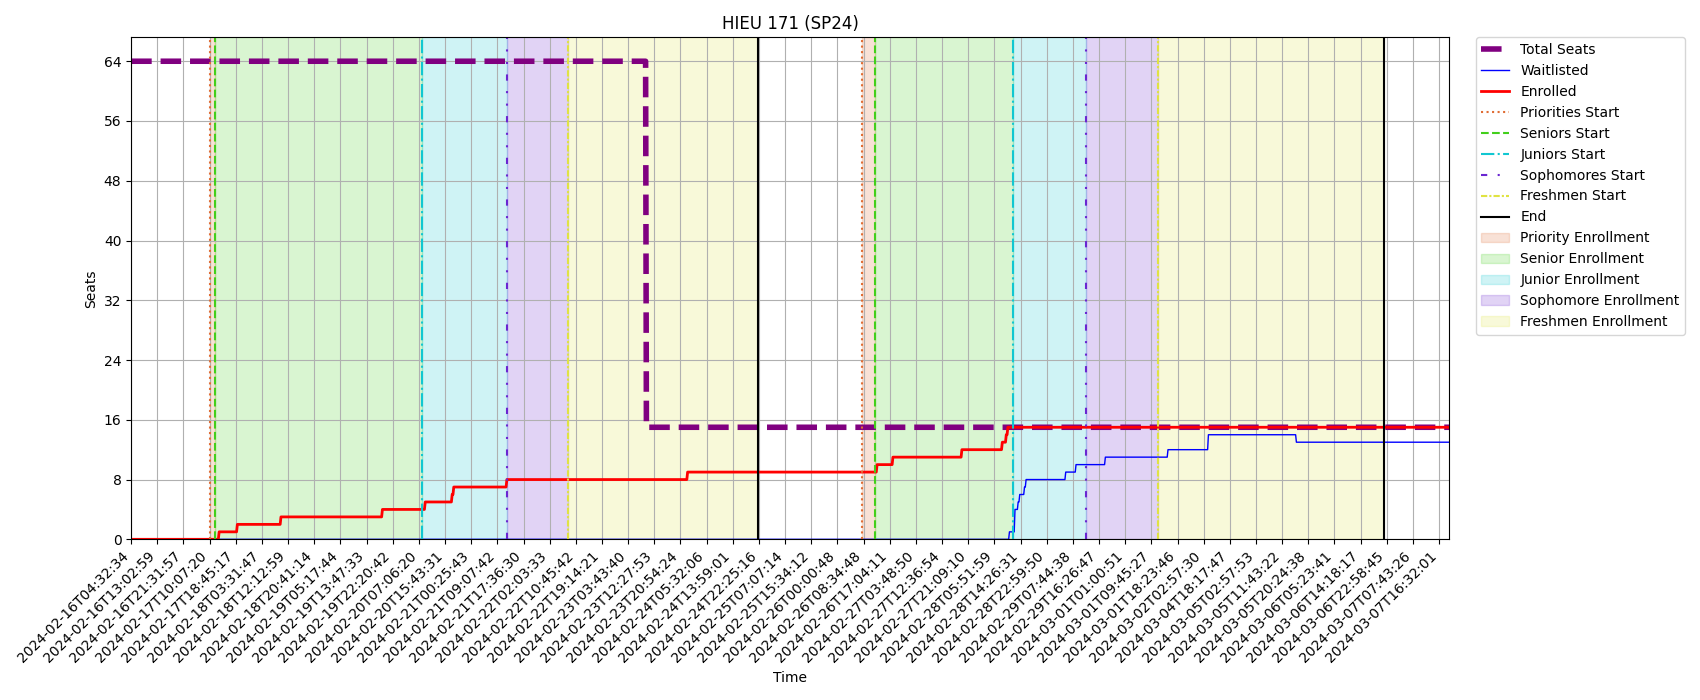 HIEU 171 (SP24)
Seats
64
56
48
40
32
24
16
8
0
2024-02-16T04:32:34
2024-02-16T13:02:59
2024-02-16T21:31:57
2024-02-17T10:07:20
2024-02-17T18:45:17
2024-02-18T03:31:47
2024-02-18T12:12:59
2024-02-18T20:41:14
2024-02-19T05:17:44
2024-02-19T13:47:33
2024-02-19T22:20:42
2024-02-20T07:06:20
2024-02-20T15:43:31
2024-02-21T00:25:43
2024-02-21T09:07:42
2024-02-21T17:36:30
2024-02-22T02:03:33
2024-02-22T10:45:42
2024-02-22T19:14:21
2024-02-23T03:43:40
2024-02-23T12:27:53
2024-02-23T20:54:24
2024-02-24T05:32:06
2024-02-24T13:59:01
2024-02-24T22:25:16
2024-02-25T07:07:14
2024-02-25T15:34:12
2024-02-26T00:00:48
2024-02-26T08:34:48
2024-02-26T17:04:11
2024-02-27T03:48:50
2024-02-27T12:36:54
2024-02-27T21:09:10
2024-02-28T05:51:59
2024-02-28T14:26:31
2024-02-28T22:59:50
2024-02-29T07:44:38
2024-02-29T16:26:47
2024-03-01T01:00:51
2024-03-01T09:45:27
2024-03-01T18:23:46
2024-03-02T02:57:30
2024-03-04T18:17:47
2024-03-05T02:57:53
2024-03-05T11:43:22
2024-03-05T20:24:38
2024-03-06T05:23:41
2024-03-06T14:18:17
2024-03-06T22:58:45
2024-03-07T07:43:26
2024-03-07T16:32:01
Time
Total Seats
Waitlisted
Enrolled
Priorities Start
Seniors Start
Juniors Start
Sophomores Start
Freshmen Start
End
Priority Enrollment
Senior Enrollment
Junior Enrollment
Sophomore Enrollment
Freshmen Enrollment